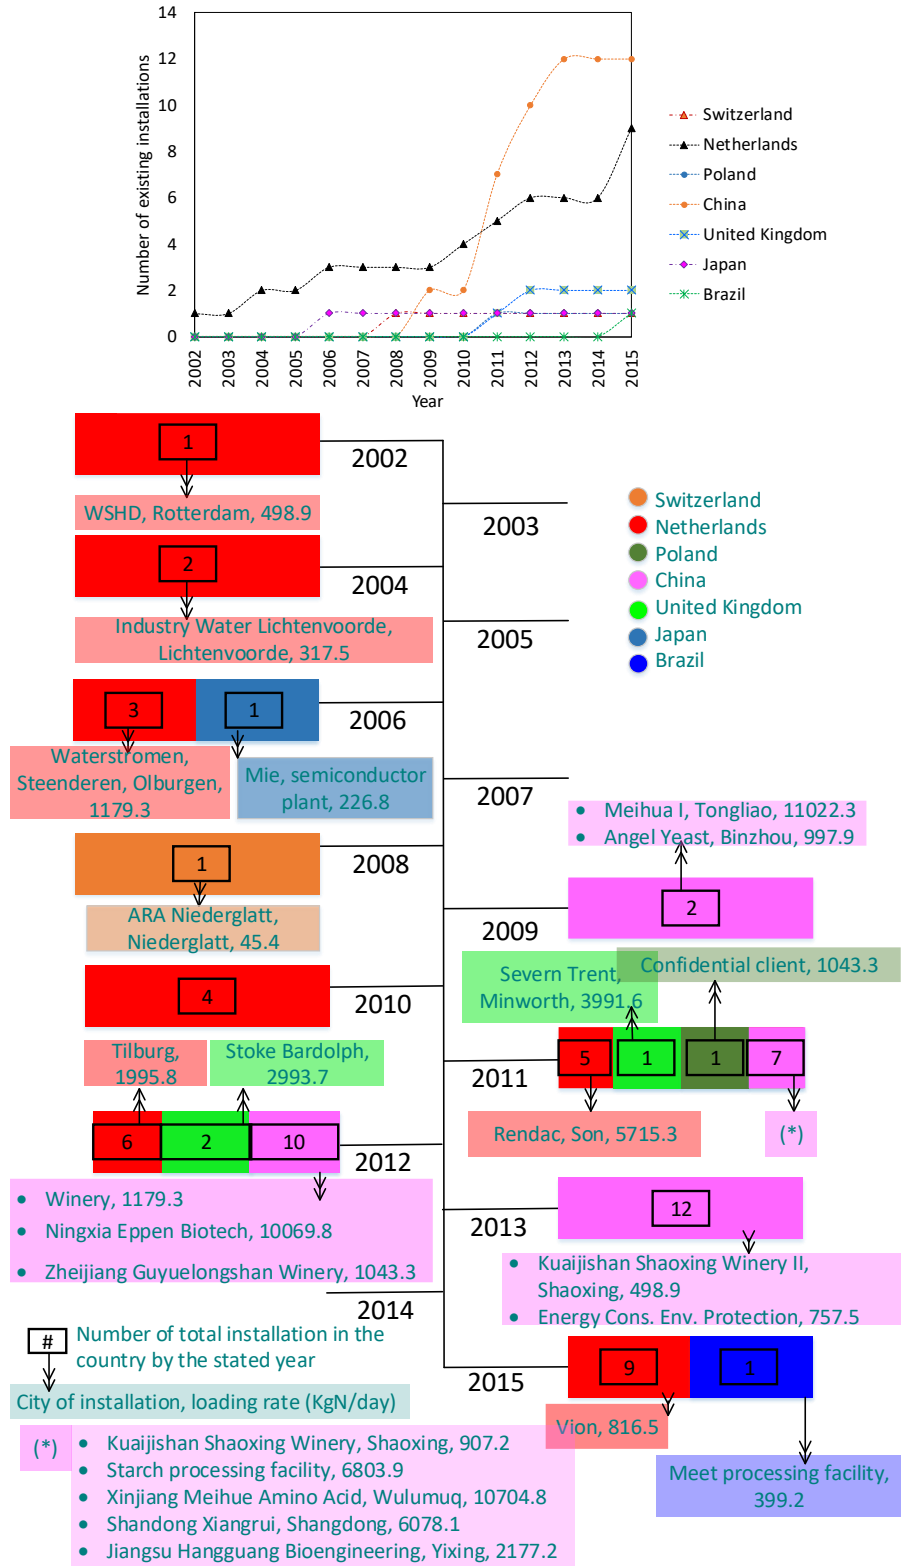 14
12
10
8
6
4
2
0
Number of existing installations
2002
2003
2004
2005
2006
2007
2008
2009
2010
2011
2012
2013
2014
2015
Year
Switzerland
Netherlands
Poland
China
United Kingdom
Japan
Brazil
1
2002
WSHD, Rotterdam, 498.9
2003
Switzerland
Netherlands
Poland
China
United Kingdom
Japan
Brazil
2
2004
Industry Water Lichtenvoorde,
Lichtenvoorde, 317.5
2005
3
1
2006
Waterstromen,
Steenderen, Olburgen,
1179.3
Mie, semiconductor
plant, 226.8
2007
• Meihua I, Tongliao, 11022.3
• Angel Yeast, Binzhou, 997.9
1
2008
ARA Niederglatt,
Niederglatt, 45.4
2
2009
Severn Trent,
Minworth, 3991.6
Confidential client, 1043.3
4
2010
5
1
1
7
2011
Tilburg,
1995.8
Stoke Bardolph,
2993.7
Rendac, Son, 5715.3
(*)
6
2
10
2012
• Winery, 1179.3
• Ningxia Eppen Biotech, 10069.8
• Zheijiang Guyuelongshan Winery, 1043.3
12
2013
• Kuaijishan Shaoxing Winery II,
Shaoxing, 498.9
• Energy Cons. Env. Protection, 757.5
2014
# Number of total installation in the
country by the stated year
City of installation, loading rate (KgN/day)
9
1
2015
Vion, 816.5
Meet processing facility,
399.2
(*)
• Kuaijishan Shaoxing Winery, Shaoxing, 907.2
• Starch processing facility, 6803.9
• Xinjiang Meihue Amino Acid, Wulumuq, 10704.8
• Shandong Xiangrui, Shangdong, 6078.1
• Jiangsu Hangguang Bioengineering, Yixing, 2177.2